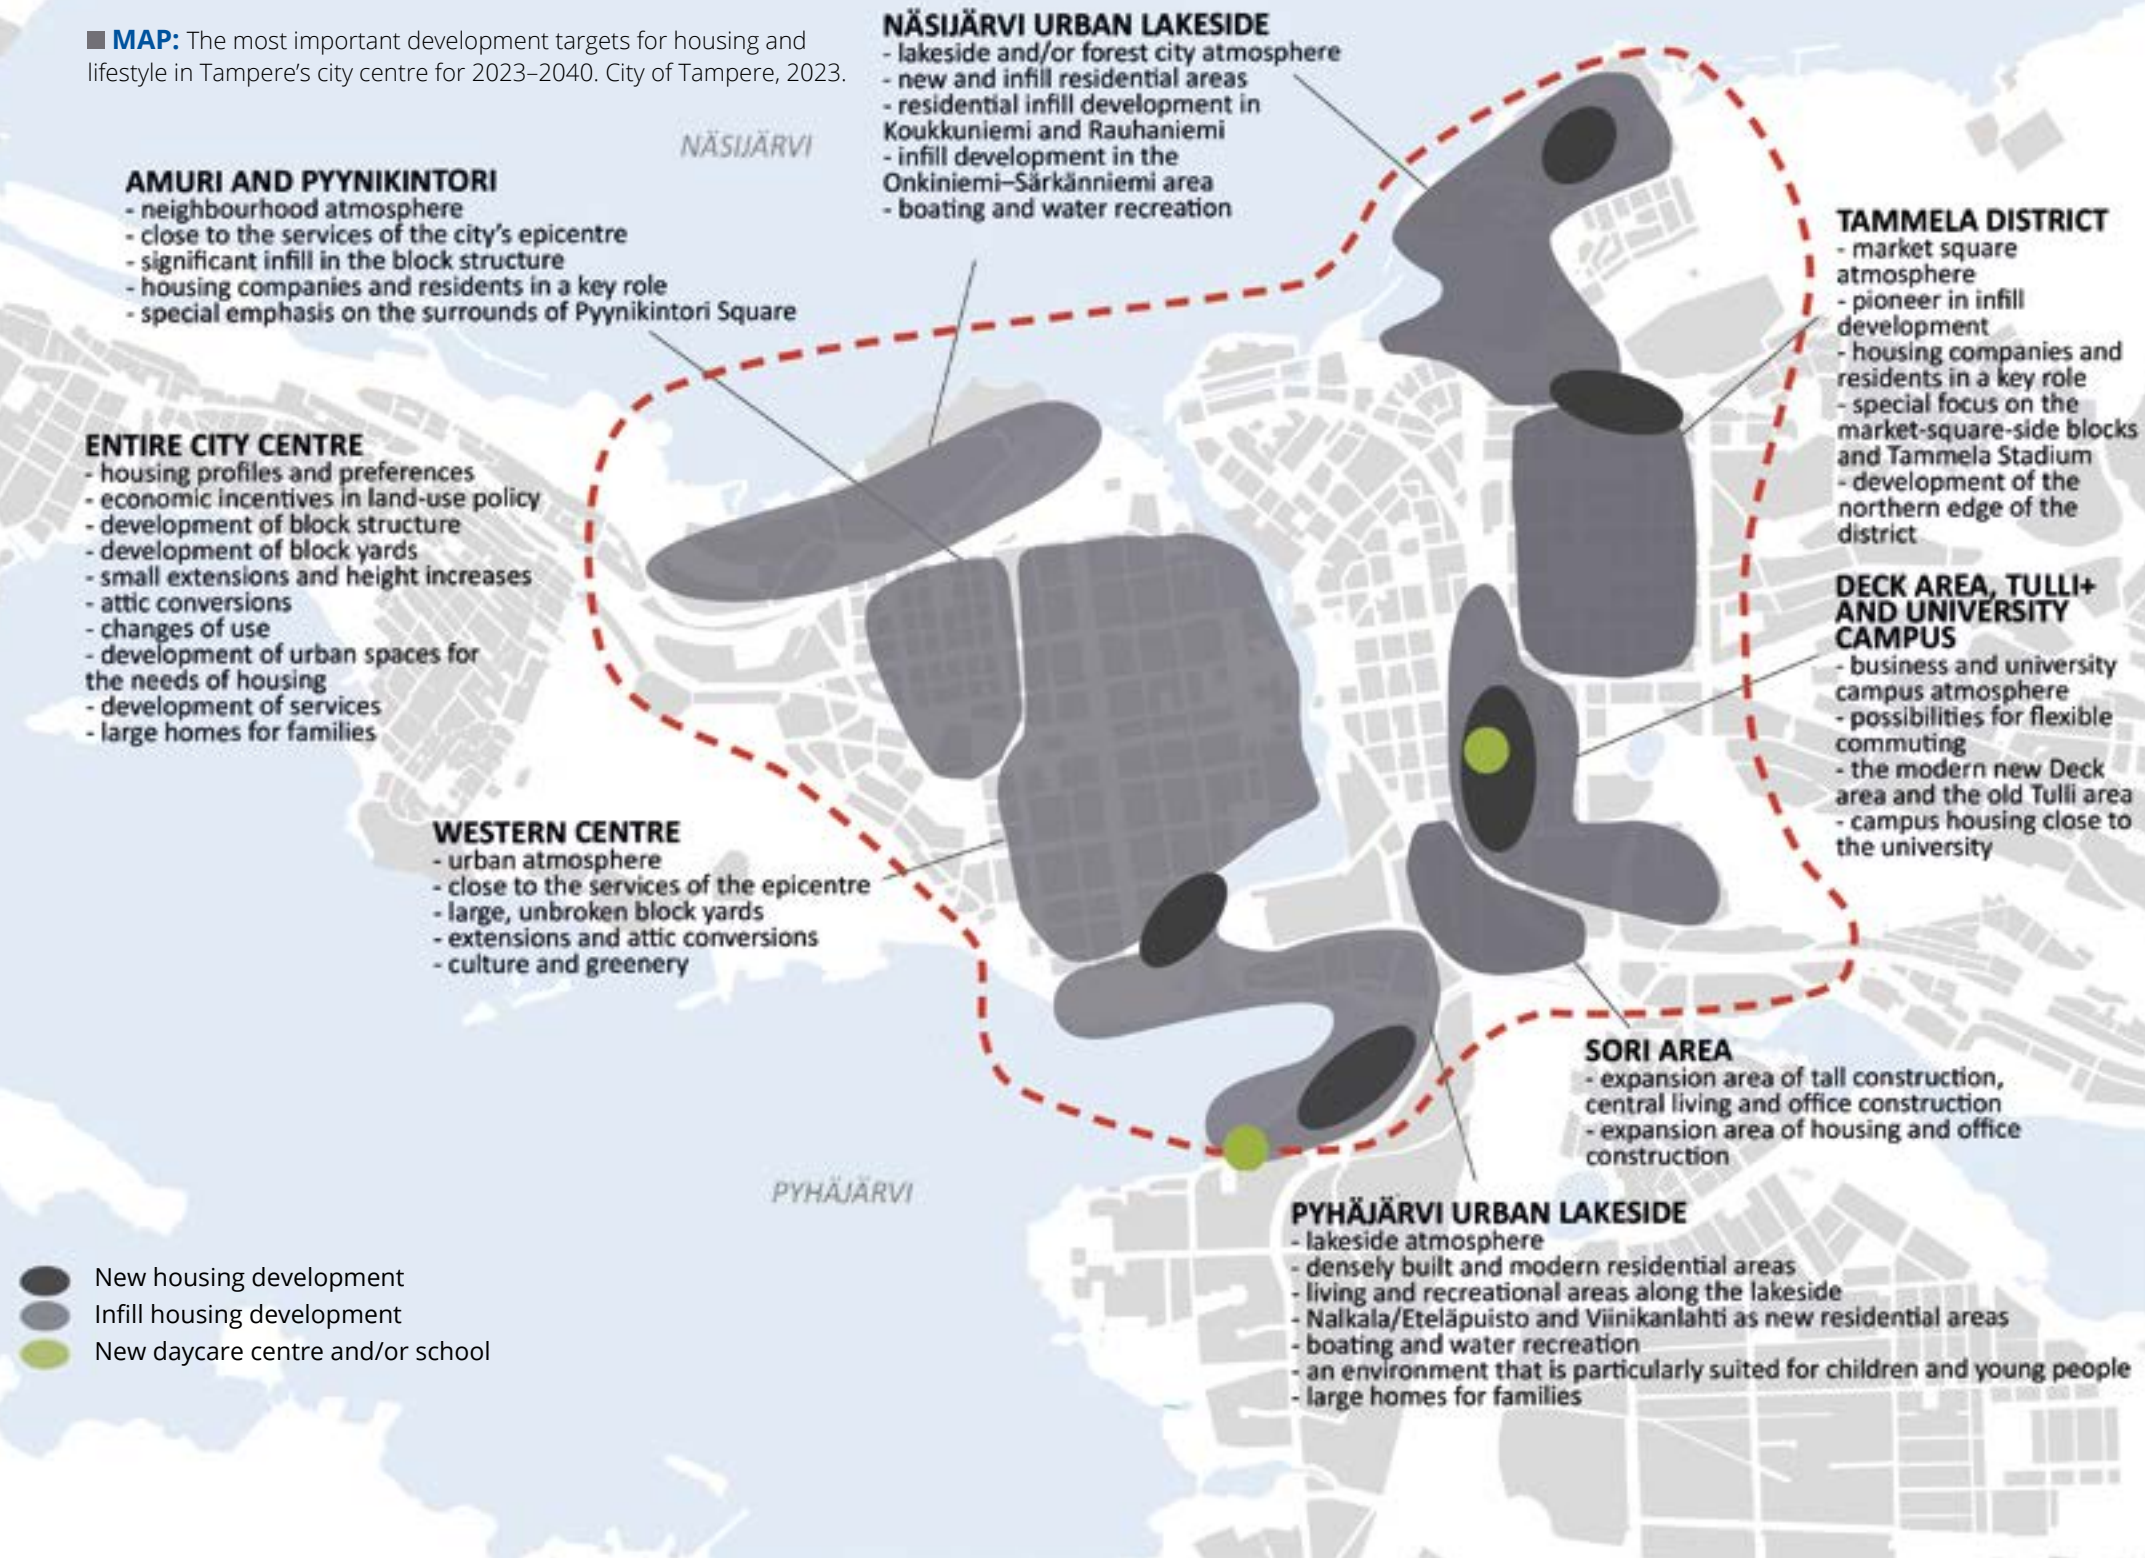 MAP: The most important development targets for housing and
lifestyle in Tampere's city centre for 2023–2040. City of Tampere, 2023.
NÄSIJÄRVI URBAN LAKESIDE
- lakeside and/or forest city atmosphere
- new and infill residential areas
- residential infill development in
Koukkuniemi and Rauhaniemi
- infill development in the
Onkiniemi–Särkänniemi area
- boating and water recreation
NÄSIJÄRVI
AMURI AND PYYNIKINTORI
- neighbourhood atmosphere
- close to the services of the city's epicentre
- significant infill in the block structure
- housing companies and residents in a key role
- special emphasis on the surrounds of Pyynikintori Square
TAMMELA DISTRICT
- market square
atmosphere
- pioneer in infill
development
- housing companies and
residents in a key role
- special focus on the
market-square-side blocks
and Tammela Stadium
- development of the
northern edge of the
district
ENTIRE CITY CENTRE
- housing profiles and preferences
- economic incentives in land-use policy
- development of block structure
- development of block yards
- small extensions and height increases
- attic conversions
- changes of use
- development of urban spaces for
the needs of housing
- development of services
- large homes for families
DECK AREA, TULLI+
AND UNIVERSITY
CAMPUS
- business and university
campus atmosphere
- possibilities for flexible
commuting
- the modern new Deck
area and the old Tulli area
- campus housing close to
the university
WESTERN CENTRE
- urban atmosphere
- close to the services of the epicentre
- large, unbroken block yards
- extensions and attic conversions
- culture and greenery
SORI AREA
- expansion area of tall construction,
central living and office construction
- expansion area of housing and office
construction
PYHÄJÄRVI
PYHÄJÄRVI URBAN LAKESIDE
- lakeside atmosphere
- densely built and modern residential areas
- living and recreational areas along the lakeside
- Nalkala/Eteläpuisto and Viinikanlahti as new residential areas
- boating and water recreation
- an environment that is particularly suited for children and young people
- large homes for families
New housing development
Infill housing development
New daycare centre and/or school